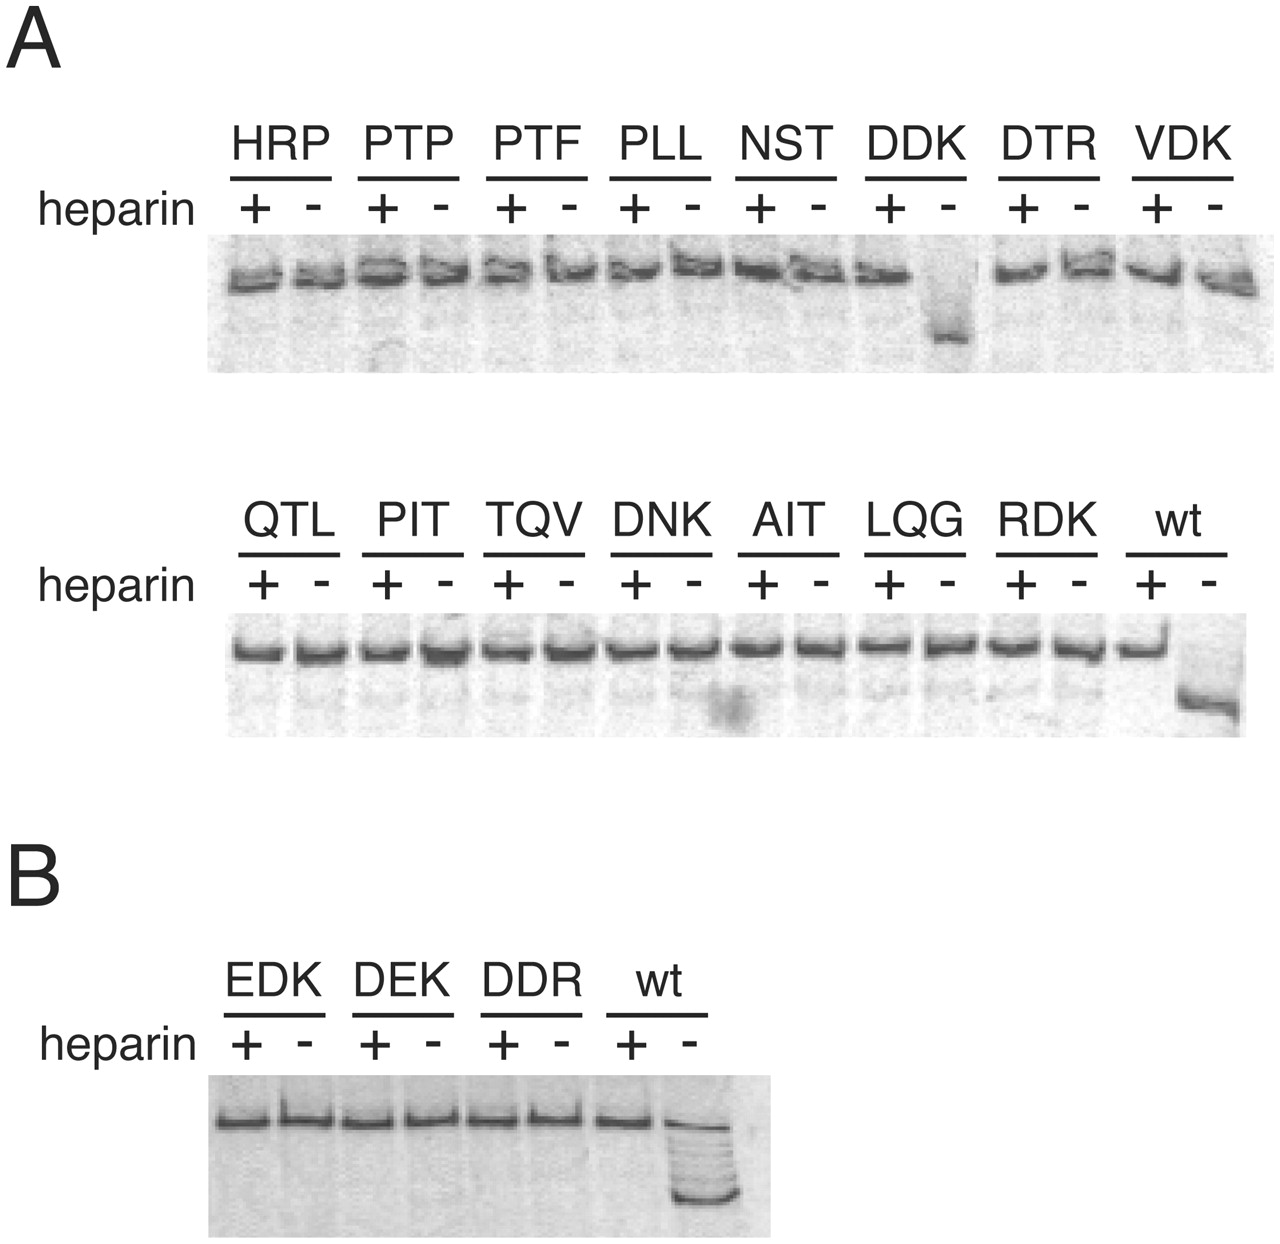 A
HRP PTP PTF PLL NST DDK DTR VDK
heparin + - + - + - + - + - + - + - + -
QTL PIT TQV DNK AIT LQG RDK wt
heparin + - + - + - + - + - + - + - + -
B
EDK DEK DDR wt
heparin + - + - + - + -